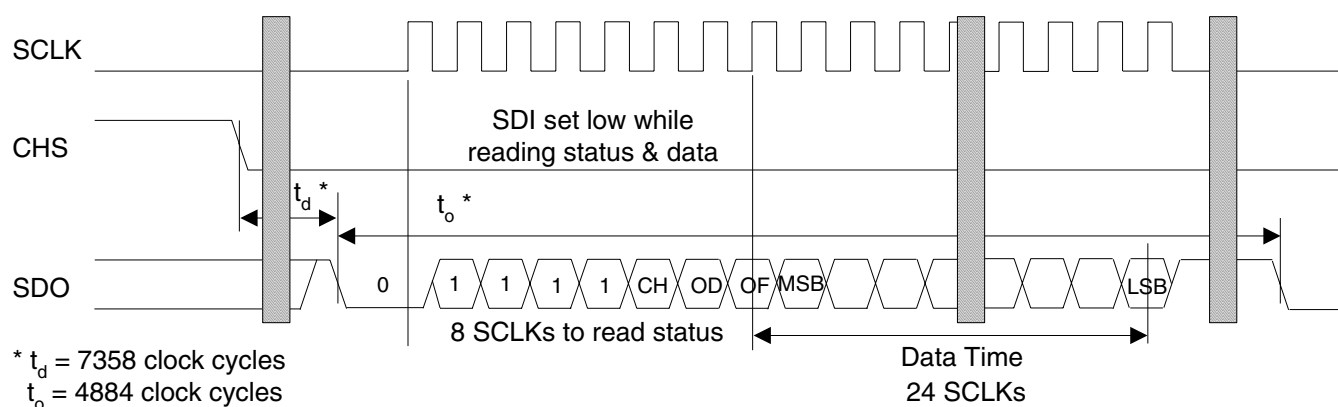 SCLK
CHS
SDI set low while
reading status & data
t_d *
t_o *
SDO
0 1 1 1 1 CH OD OF MSB LSB
8 SCLKs to read status
Data Time
24 SCLKs
* t_d = 7358 clock cycles
t_o = 4884 clock cycles